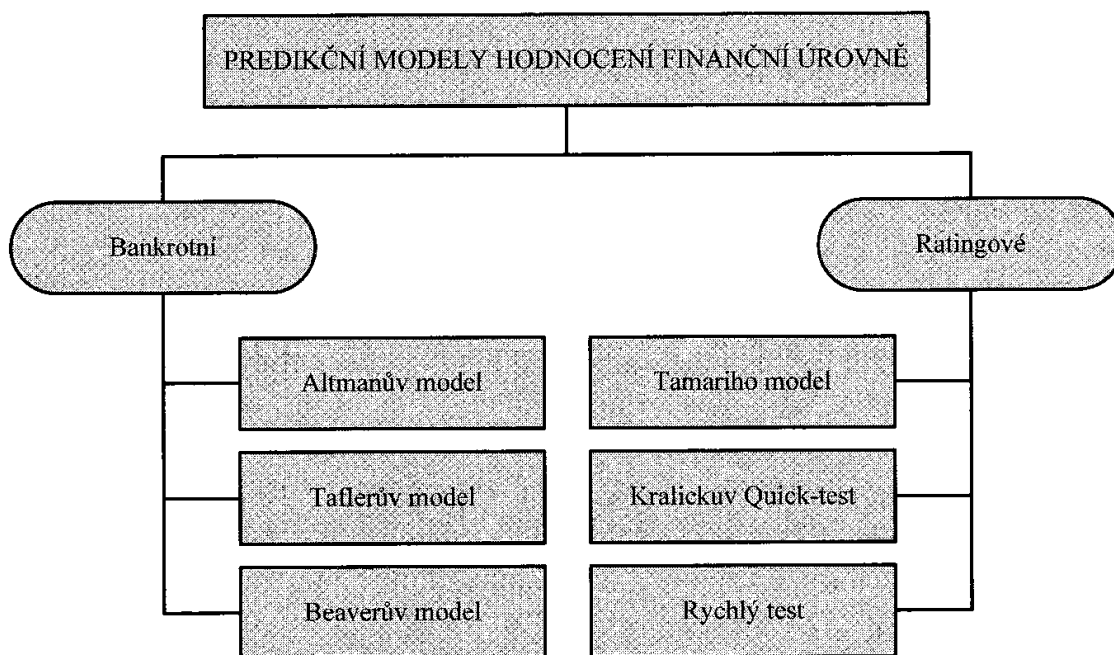 PREDIKČNÍ MODELY HODNOCENÍ FINANČNÍ ÚROVNĚ
Bankrotní
Ratingové
Altmanův model
Tamariho model
Taflerův model
Kralickuv Quick-test
Beaverův model
Rychlý test